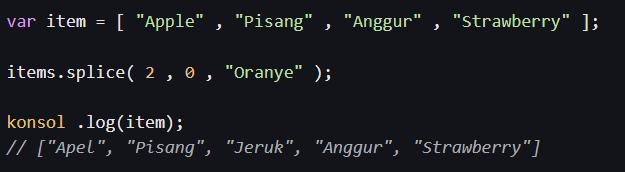 var item = [ "Apple" , "Pisang" , "Anggur" , "Strawberry" ];
items.splice( 2 , 0 , "Oranye" );
konsol .log(item);
// ["Apel", "Pisang", "Jeruk", "Anggur", "Strawberry"]